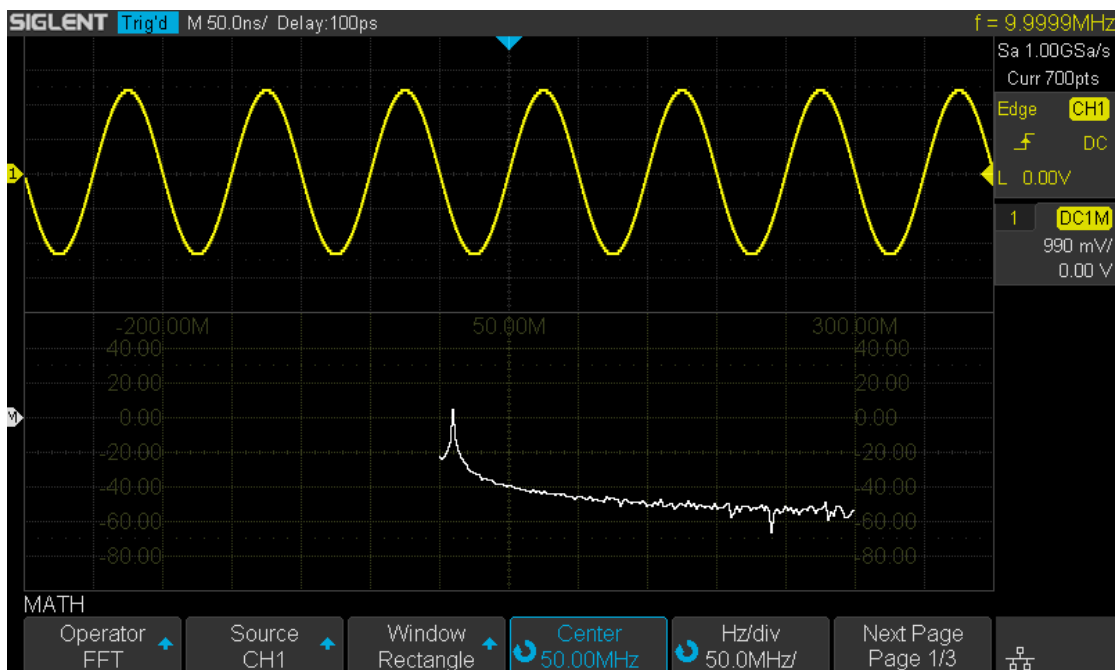 SIGLENT Trig'd M 50.0ns/ Delay:100ps f = 9.9999MHz
Sa 1.00GSa/s
Curr 700pts
Edge CH1
DC
L 0.00V
1 DC1M
990 mV/
0.00 V
1
-200.00M 50.00M 300.00M
40.00 40.00
20.00 20.00
M 0.00 0.00
-20.00 -20.00
-40.00 -40.00
-60.00 -60.00
-80.00 -80.00
MATH
Operator Source Window Center Hz/div Next Page
FFT CH1 Rectangle 50.00MHz 50.0MHz/ Page 1/3